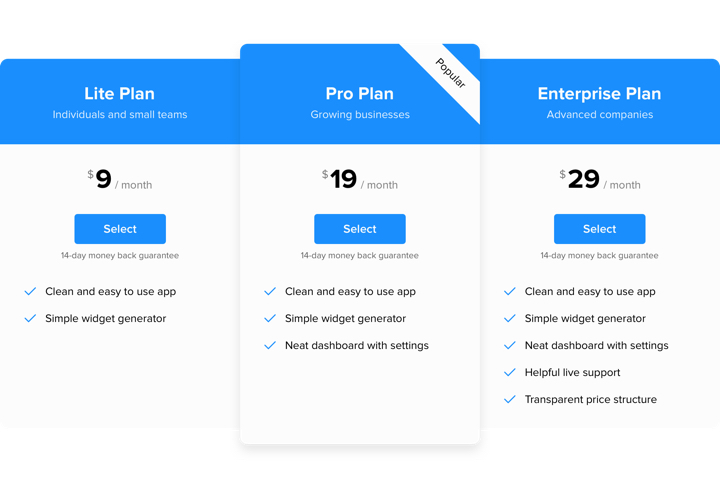 Lite Plan
Individuals and small teams
$9 / month
Select
14-day money back guarantee
Clean and easy to use app
Simple widget generator
Popular
Pro Plan
Growing businesses
$19 / month
Select
14-day money back guarantee
Clean and easy to use app
Simple widget generator
Neat dashboard with settings
Enterprise Plan
Advanced companies
$29 / month
Select
14-day money back guarantee
Clean and easy to use app
Simple widget generator
Neat dashboard with settings
Helpful live support
Transparent price structure